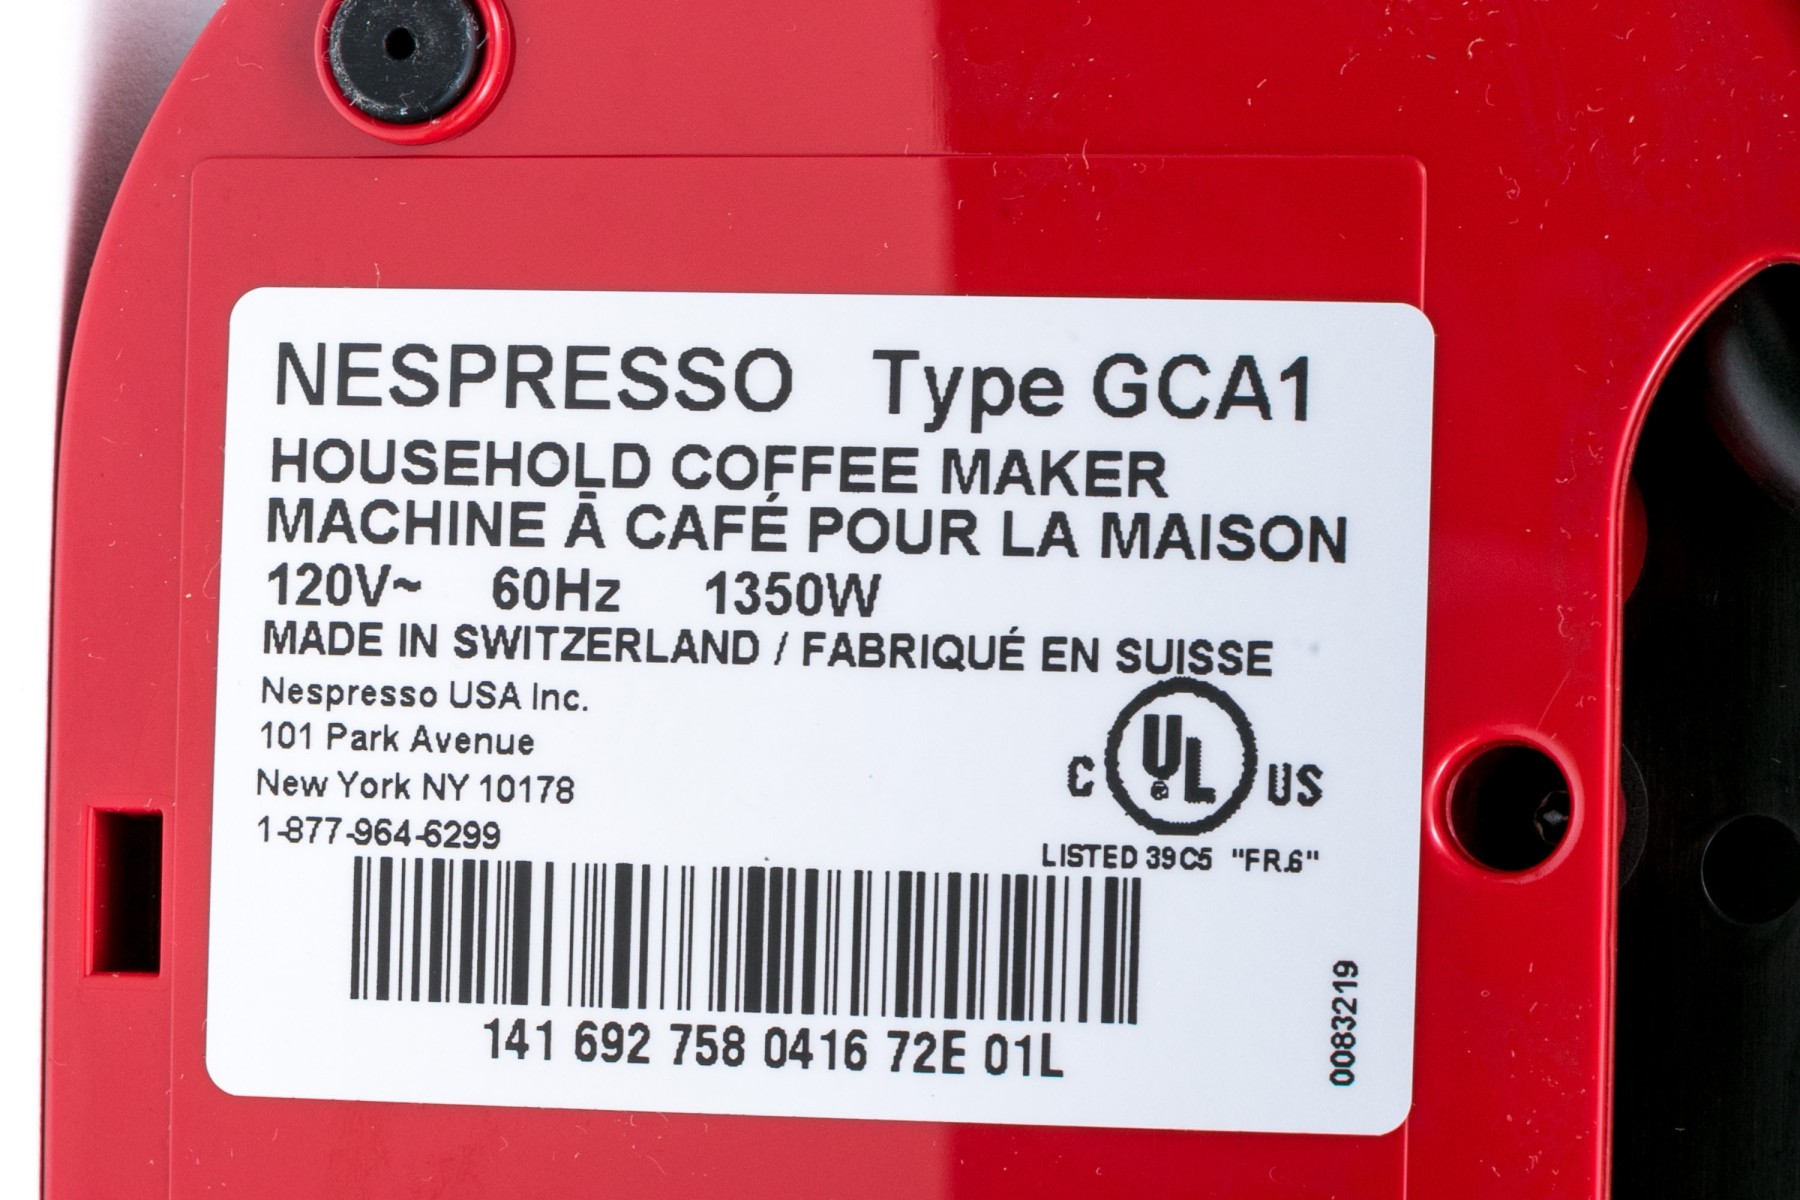 NESPRESSO Type GCA1
HOUSEHOLD COFFEE MAKER
MACHINE À CAFÉ POUR LA MAISON
120V~ 60Hz 1350W
MADE IN SWITZERLAND / FABRIQUÉ EN SUISSE
Nespresso USA Inc.
101 Park Avenue
New York NY 10178
1-877-964-6299
C UL ® US
LISTED 39C5 "FR.6"
141 692 758 0416 72E 01L
0083219